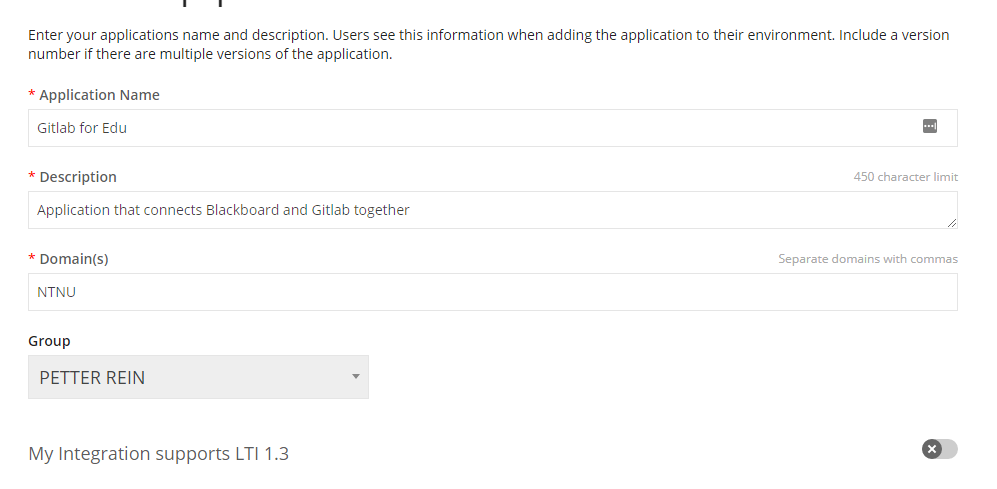 Enter your applications name and description. Users see this information when adding the application to their environment. Include a version
number if there are multiple versions of the application.
* Application Name
Gitlab for Edu
* Description
450 character limit
Application that connects Blackboard and Gitlab together
* Domain(s)
Separate domains with commas
NTNU
Group
PETTER REIN
My Integration supports LTI 1.3